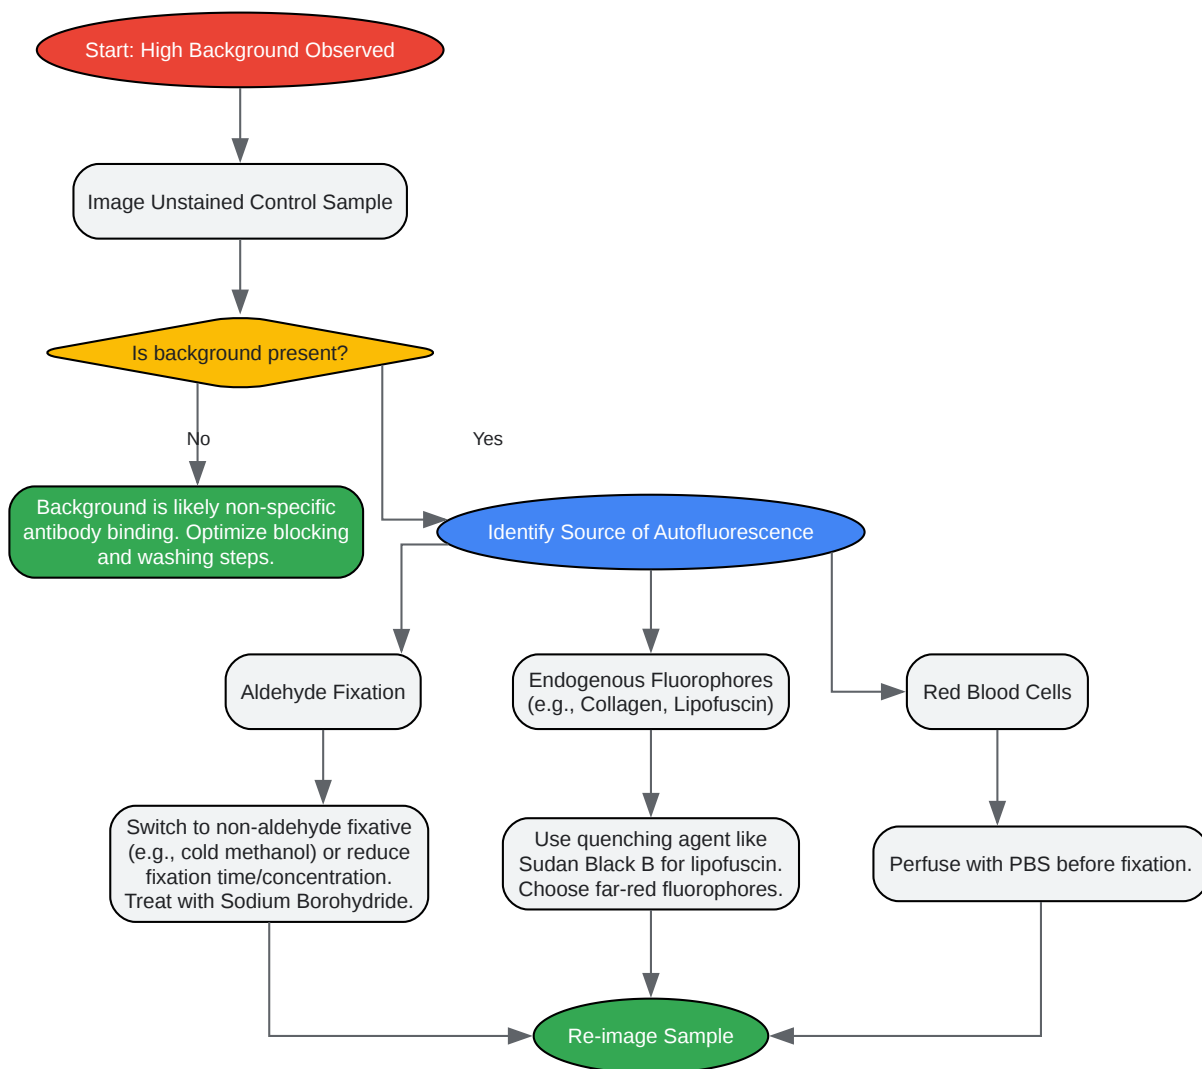 Start: High Background Observed
Image Unstained Control Sample
Is background present?
No
Yes
Background is likely non-specific
antibody binding. Optimize blocking
and washing steps.
Identify Source of Autofluorescence
Aldehyde Fixation
Endogenous Fluorophores
(e.g., Collagen, Lipofuscin)
Red Blood Cells
Switch to non-aldehyde fixative
(e.g., cold methanol) or reduce
fixation time/concentration.
Treat with Sodium Borohydride.
Use quenching agent like
Sudan Black B for lipofuscin.
Choose far-red fluorophores.
Perfuse with PBS before fixation.
Re-image Sample